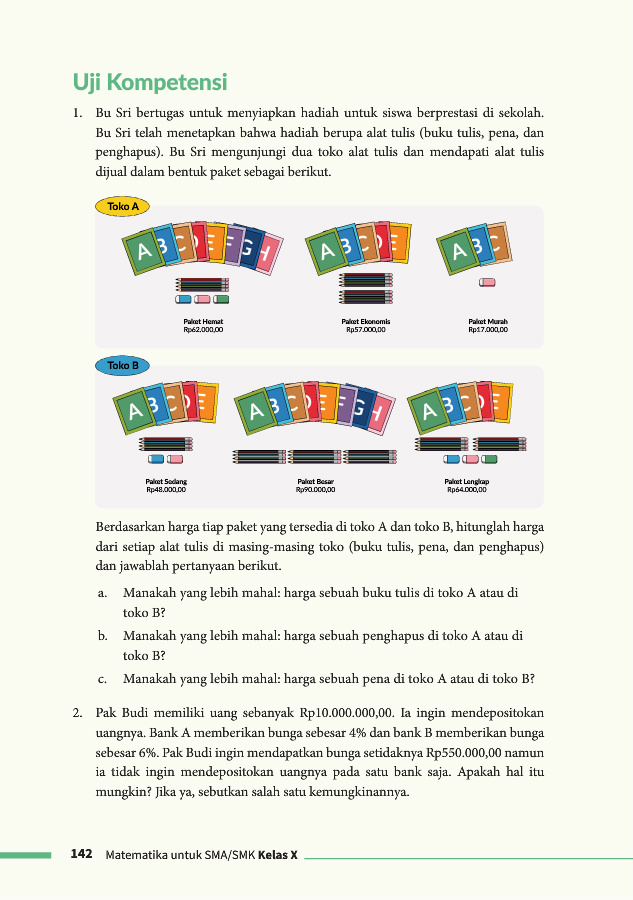 Uji Kompetensi
1. Bu Sri bertugas untuk menyiapkan hadiah untuk siswa berprestasi di sekolah.
Bu Sri telah menetapkan bahwa hadiah berupa alat tulis (buku tulis, pena, dan
penghapus). Bu Sri mengunjungi dua toko alat tulis dan mendapati alat tulis
dijual dalam bentuk paket sebagai berikut.
Toko A
A B C D E F G H
A B C D E
A B C
Paket Hemat
Rp62.000,00
Paket Ekonomis
Rp57.000,00
Paket Murah
Rp17.000,00
Toko B
A B C D E
A B C D E F G H
A B C D E
Paket Sedang
Rp48.000,00
Paket Besar
Rp90.000,00
Paket Lengkap
Rp64.000,00
Berdasarkan harga tiap paket yang tersedia di toko A dan toko B, hitunglah harga
dari setiap alat tulis di masing-masing toko (buku tulis, pena, dan penghapus)
dan jawablah pertanyaan berikut.
a. Manakah yang lebih mahal: harga sebuah buku tulis di toko A atau di
toko B?
b. Manakah yang lebih mahal: harga sebuah penghapus di toko A atau di
toko B?
c. Manakah yang lebih mahal: harga sebuah pena di toko A atau di toko B?
2. Pak Budi memiliki uang sebanyak Rp10.000.000,00. Ia ingin mendepositokan
uangnya. Bank A memberikan bunga sebesar 4% dan bank B memberikan bunga
sebesar 6%. Pak Budi ingin mendapatkan bunga setidaknya Rp550.000,00 namun
ia tidak ingin mendepositokan uangnya pada satu bank saja. Apakah hal itu
mungkin? Jika ya, sebutkan salah satu kemungkinannya.
142 Matematika untuk SMA/SMK Kelas X